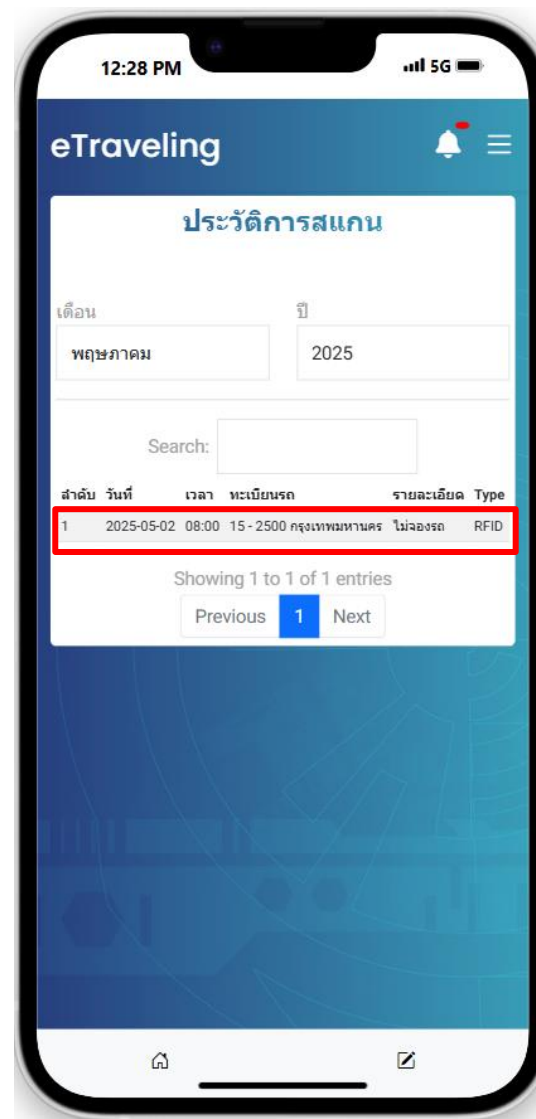 12:28 PM 5G
eTraveling
ประวัติการสแกน
เดือน ปี
พฤษภาคม 2025
Search:
ลำดับ วันที่ เวลา ทะเบียนรถ รายละเอียด Type
1 2025-05-02 08:00 15 - 2500 กรุงเทพมหานคร ไม่จองรถ RFID
Showing 1 to 1 of 1 entries
Previous 1 Next